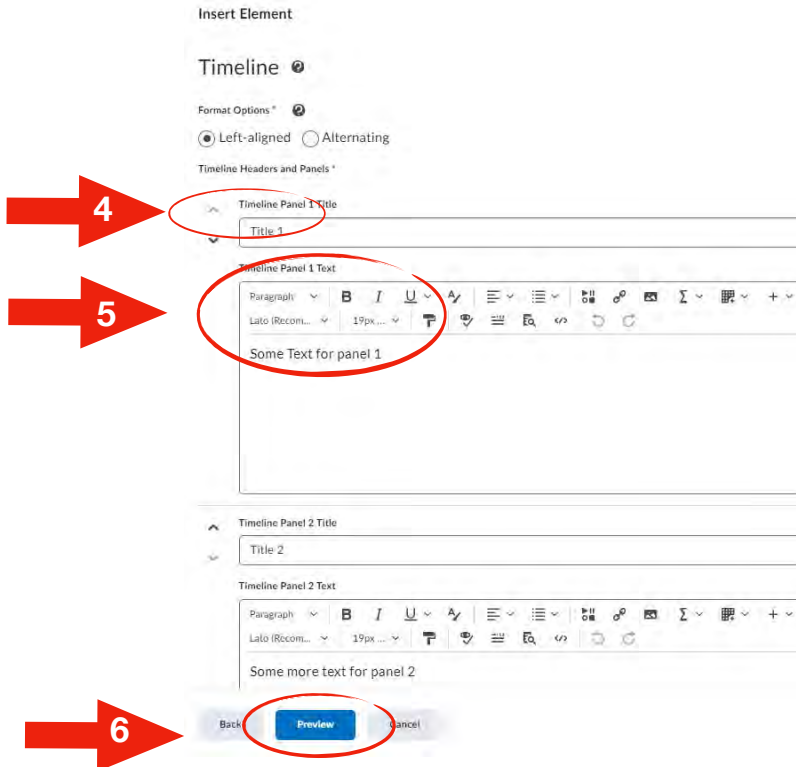 Insert Element
Timeline
Format Options *
Left-aligned Alternating
Timeline Headers and Panels *
4
Timeline Panel 1 Title
Title 1
Timeline Panel 1 Text
5
Paragraph B I U
Lato (Recom... 19px ...
Some Text for panel 1
Timeline Panel 2 Title
Title 2
Timeline Panel 2 Text
Paragraph B I U
Lato (Recom... 19px ...
Some more text for panel 2
6
Back Preview Cancel